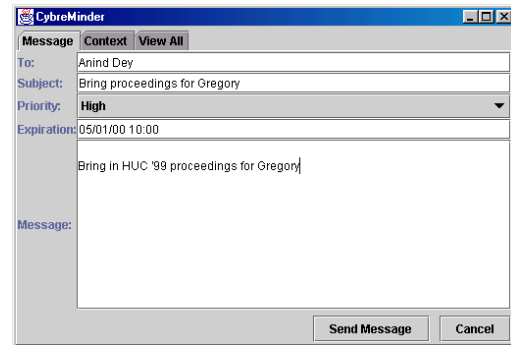 CybreMinder
Message Context View All
To: Anind Dey
Subject: Bring proceedings for Gregory
Priority: High
Expiration: 05/01/00 10:00
Bring in HUC '99 proceedings for Gregory
Message:
Send Message Cancel